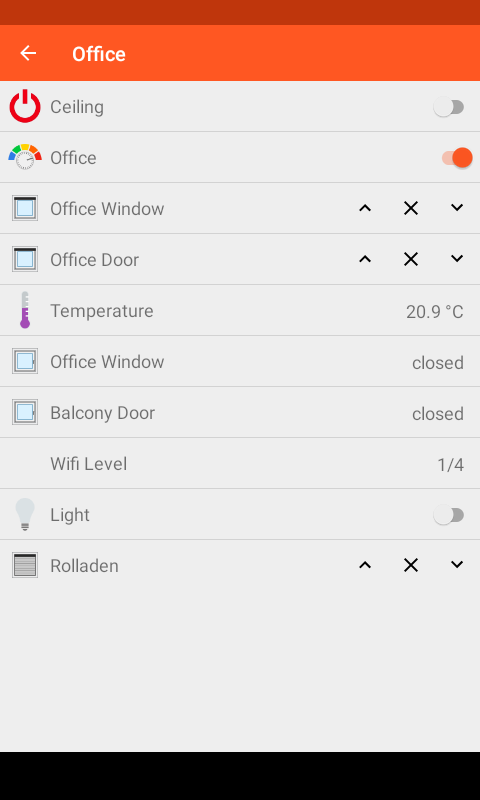 Office
Ceiling
Office
Office Window
Office Door
Temperature 20.9 °C
Office Window closed
Balcony Door closed
Wifi Level 1/4
Light
Rolladen